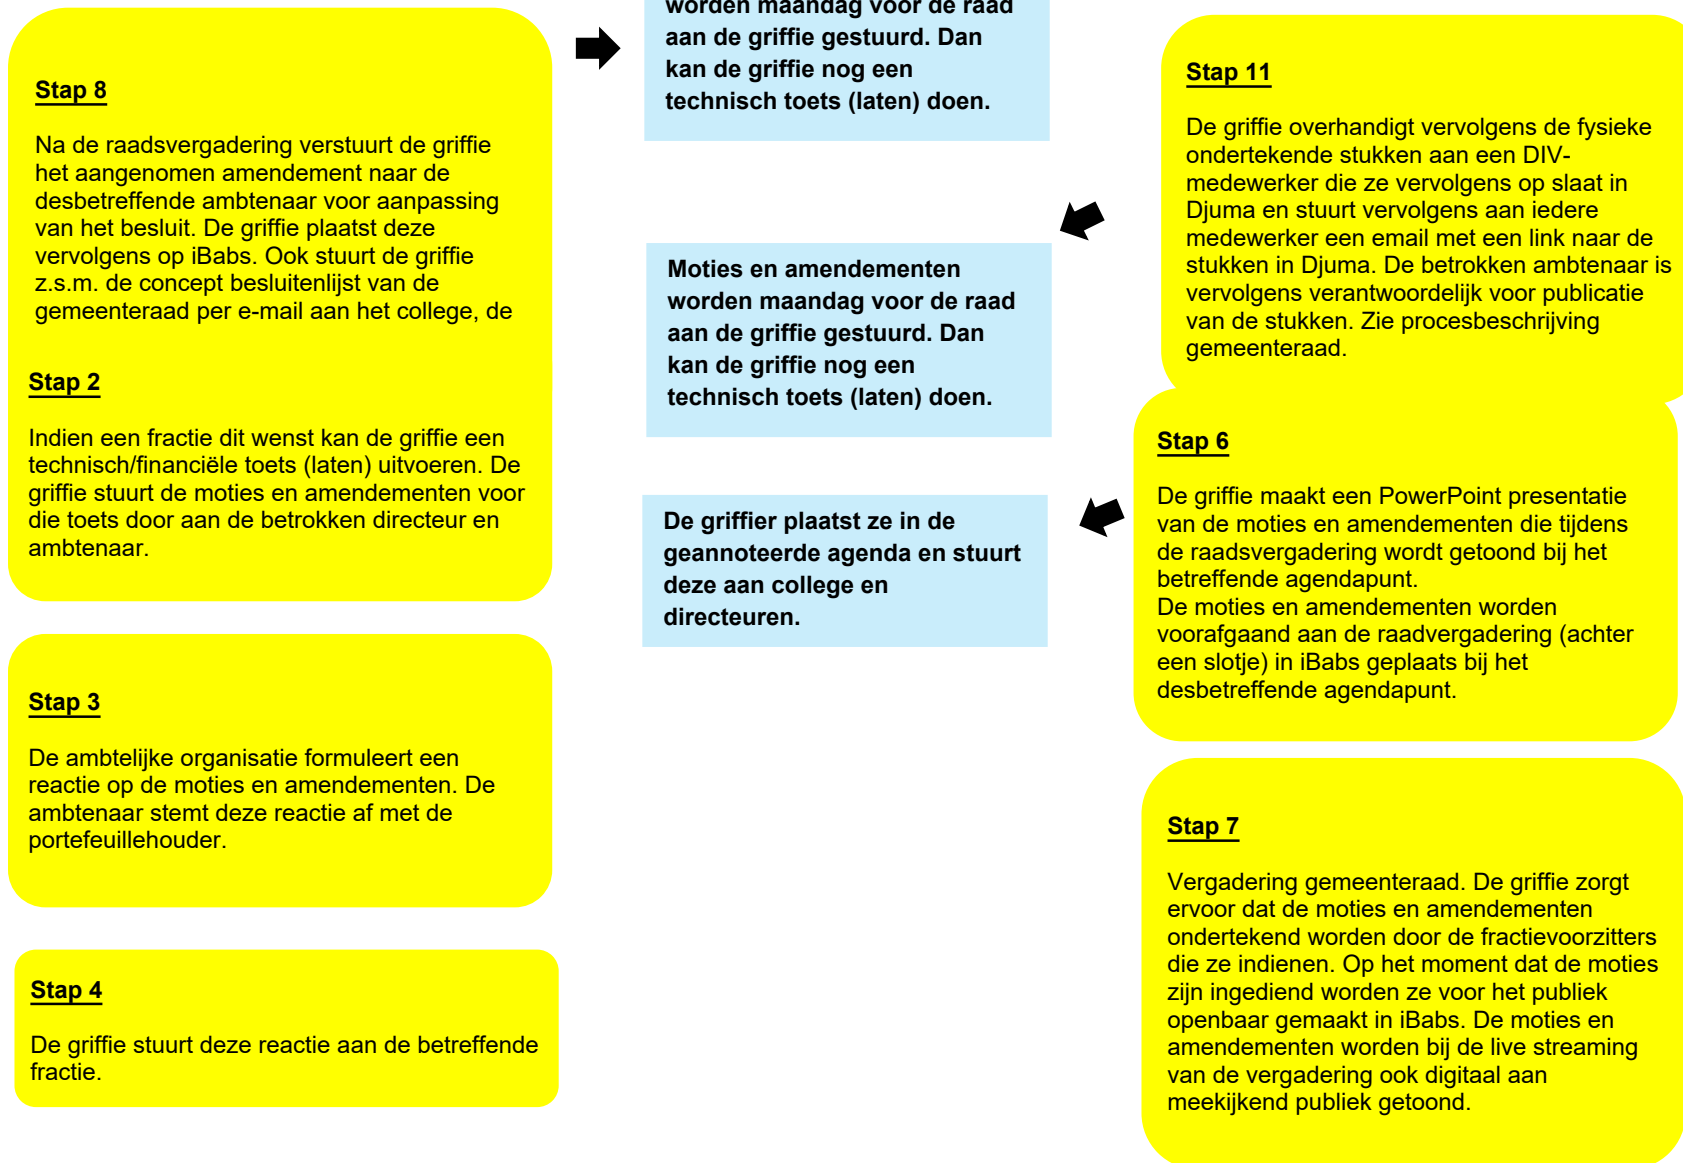 Stap 8
Na de raadsvergadering verstuurt de griffie
het aangenomen amendement naar de
desbetreffende ambtenaar voor aanpassing
van het besluit. De griffie plaatst deze
vervolgens op iBabs. Ook stuurt de griffie
z.s.m. de concept besluitenlijst van de
gemeenteraad per e-mail aan het college, de
Stap 2
Indien een fractie dit wenst kan de griffie een
technisch/financiële toets (laten) uitvoeren. De
griffie stuurt de moties en amendementen voor
die toets door aan de betrokken directeur en
ambtenaar.
Stap 3
De ambtelijke organisatie formuleert een
reactie op de moties en amendementen. De
ambtenaar stemt deze reactie af met de
portefeuillehouder.
Stap 4
De griffie stuurt deze reactie aan de betreffende
fractie.
worden maandag voor de raad
aan de griffie gestuurd. Dan
kan de griffie nog een
technisch toets (laten) doen.
Moties en amendementen
worden maandag voor de raad
aan de griffie gestuurd. Dan
kan de griffie nog een
technisch toets (laten) doen.
De griffier plaatst ze in de
geannoteerde agenda en stuurt
deze aan college en
directeuren.
Stap 11
De griffie overhandigt vervolgens de fysieke
ondertekende stukken aan een DIV-
medewerker die ze vervolgens op slaat in
Djuma en stuurt vervolgens aan iedere
medewerker een email met een link naar de
stukken in Djuma. De betrokken ambtenaar is
vervolgens verantwoordelijk voor publicatie
van de stukken. Zie procesbeschrijving
gemeenteraad.
Stap 6
De griffie maakt een PowerPoint presentatie
van de moties en amendementen die tijdens
de raadsvergadering wordt getoond bij het
betreffende agendapunt.
De moties en amendementen worden
voorafgaand aan de raadvergadering (achter
een slotje) in iBabs geplaats bij het
desbetreffende agendapunt.
Stap 7
Vergadering gemeenteraad. De griffie zorgt
ervoor dat de moties en amendementen
ondertekend worden door de fractievoorzitters
die ze indienen. Op het moment dat de moties
zijn ingediend worden ze voor het publiek
openbaar gemaakt in iBabs. De moties en
amendementen worden bij de live streaming
van de vergadering ook digitaal aan
meekijkend publiek getoond.